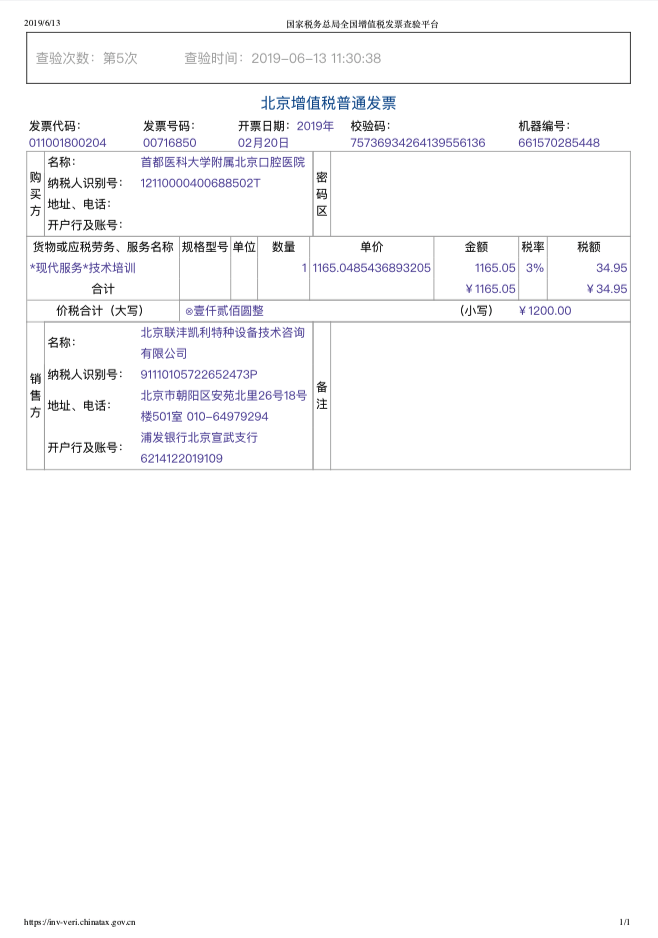 2019/6/13 国家税务总局全国增值税发票查验平台
查验次数：第5次 查验时间：2019-06-13 11:30:38
北京增值税普通发票
发票代码： 发票号码： 开票日期：2019年 校验码： 机器编号：
011001800204 00716850 02月20日 75736934264139556136 661570285448
购买方
名称： 首都医科大学附属北京口腔医院
纳税人识别号： 12110000400688502T
地址、电话：
开户行及账号：
密码区
货物或应税劳务、服务名称 规格型号 单位 数量 单价 金额 税率 税额
*现代服务*技术培训 1 1165.0485436893205 1165.05 3% 34.95
合计 ￥1165.05 ￥34.95
价税合计（大写） ⊗壹仟贰佰圆整 （小写） ￥1200.00
销售方
名称： 北京联沣凯利特种设备技术咨询
有限公司
纳税人识别号： 91110105722652473P
地址、电话： 北京市朝阳区安苑北里26号18号
楼501室 010-64979294
开户行及账号： 浦发银行北京宣武支行
6214122019109
备注
https://inv-veri.chinatax.gov.cn 1/1